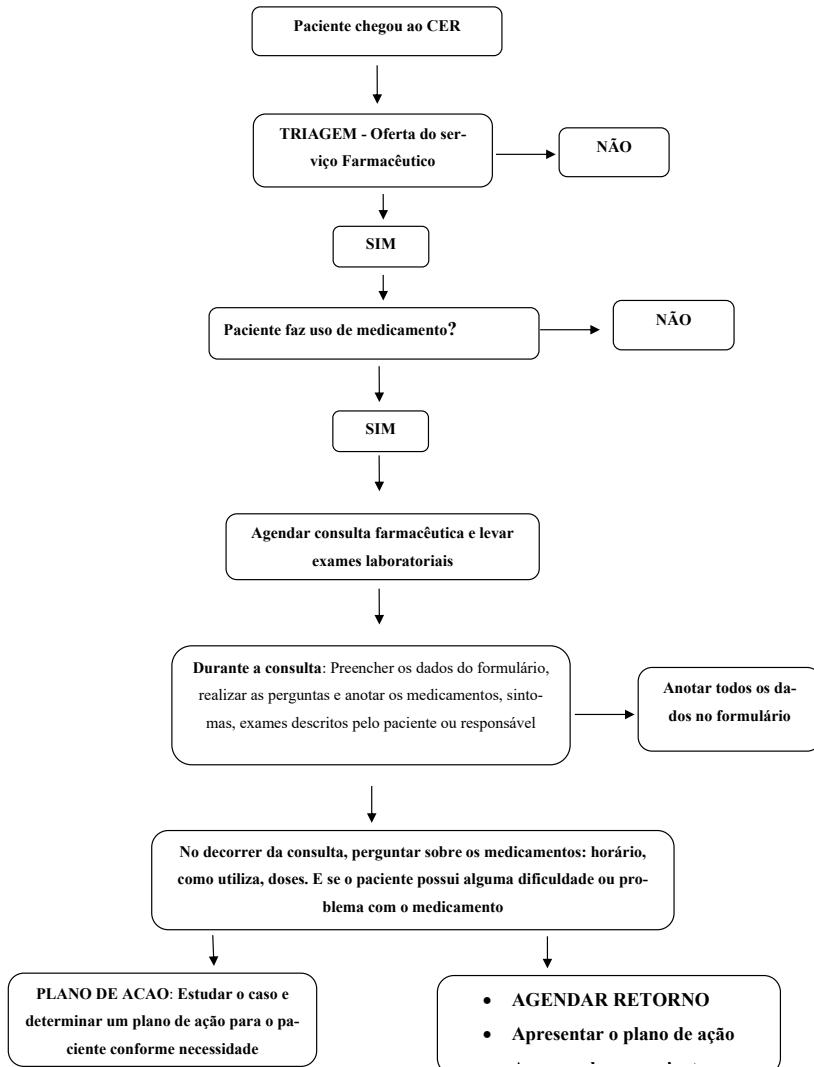 Paciente chegou ao CER
TRIAGEM - Oferta do ser-
viço Farmacêutico
NÃO
SIM
Paciente faz uso de medicamento?
NÃO
SIM
Agendar consulta farmacêutica e levar
exames laboratoriais
Durante a consulta: Preencher os dados do formulário,
realizar as perguntas e anotar os medicamentos, sinto-
mas, exames descritos pelo paciente ou responsável
Anotar todos os da-
dos no formulário
No decorrer da consulta, perguntar sobre os medicamentos: horário,
como utiliza, doses. E se o paciente possui alguma dificuldade ou pro-
blema com o medicamento
PLANO DE ACAO: Estudar o caso e
determinar um plano de ação para o pa-
ciente conforme necessidade
• AGENDAR RETORNO
• Apresentar o plano de ação